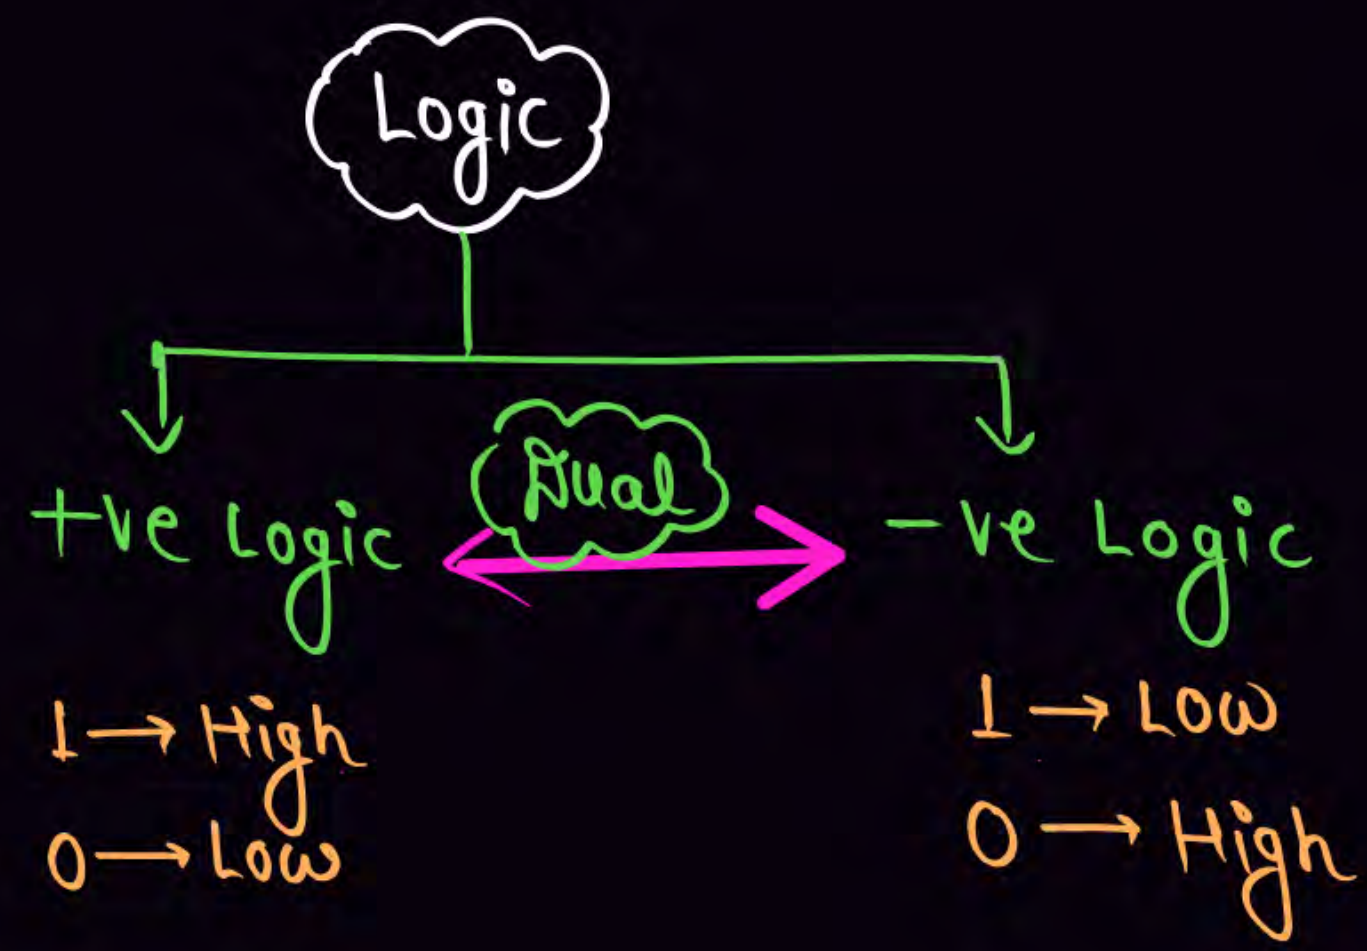 Logic
Dual
+ve Logic
-ve Logic
1 → High
0 → Low
1 → Low
0 → High